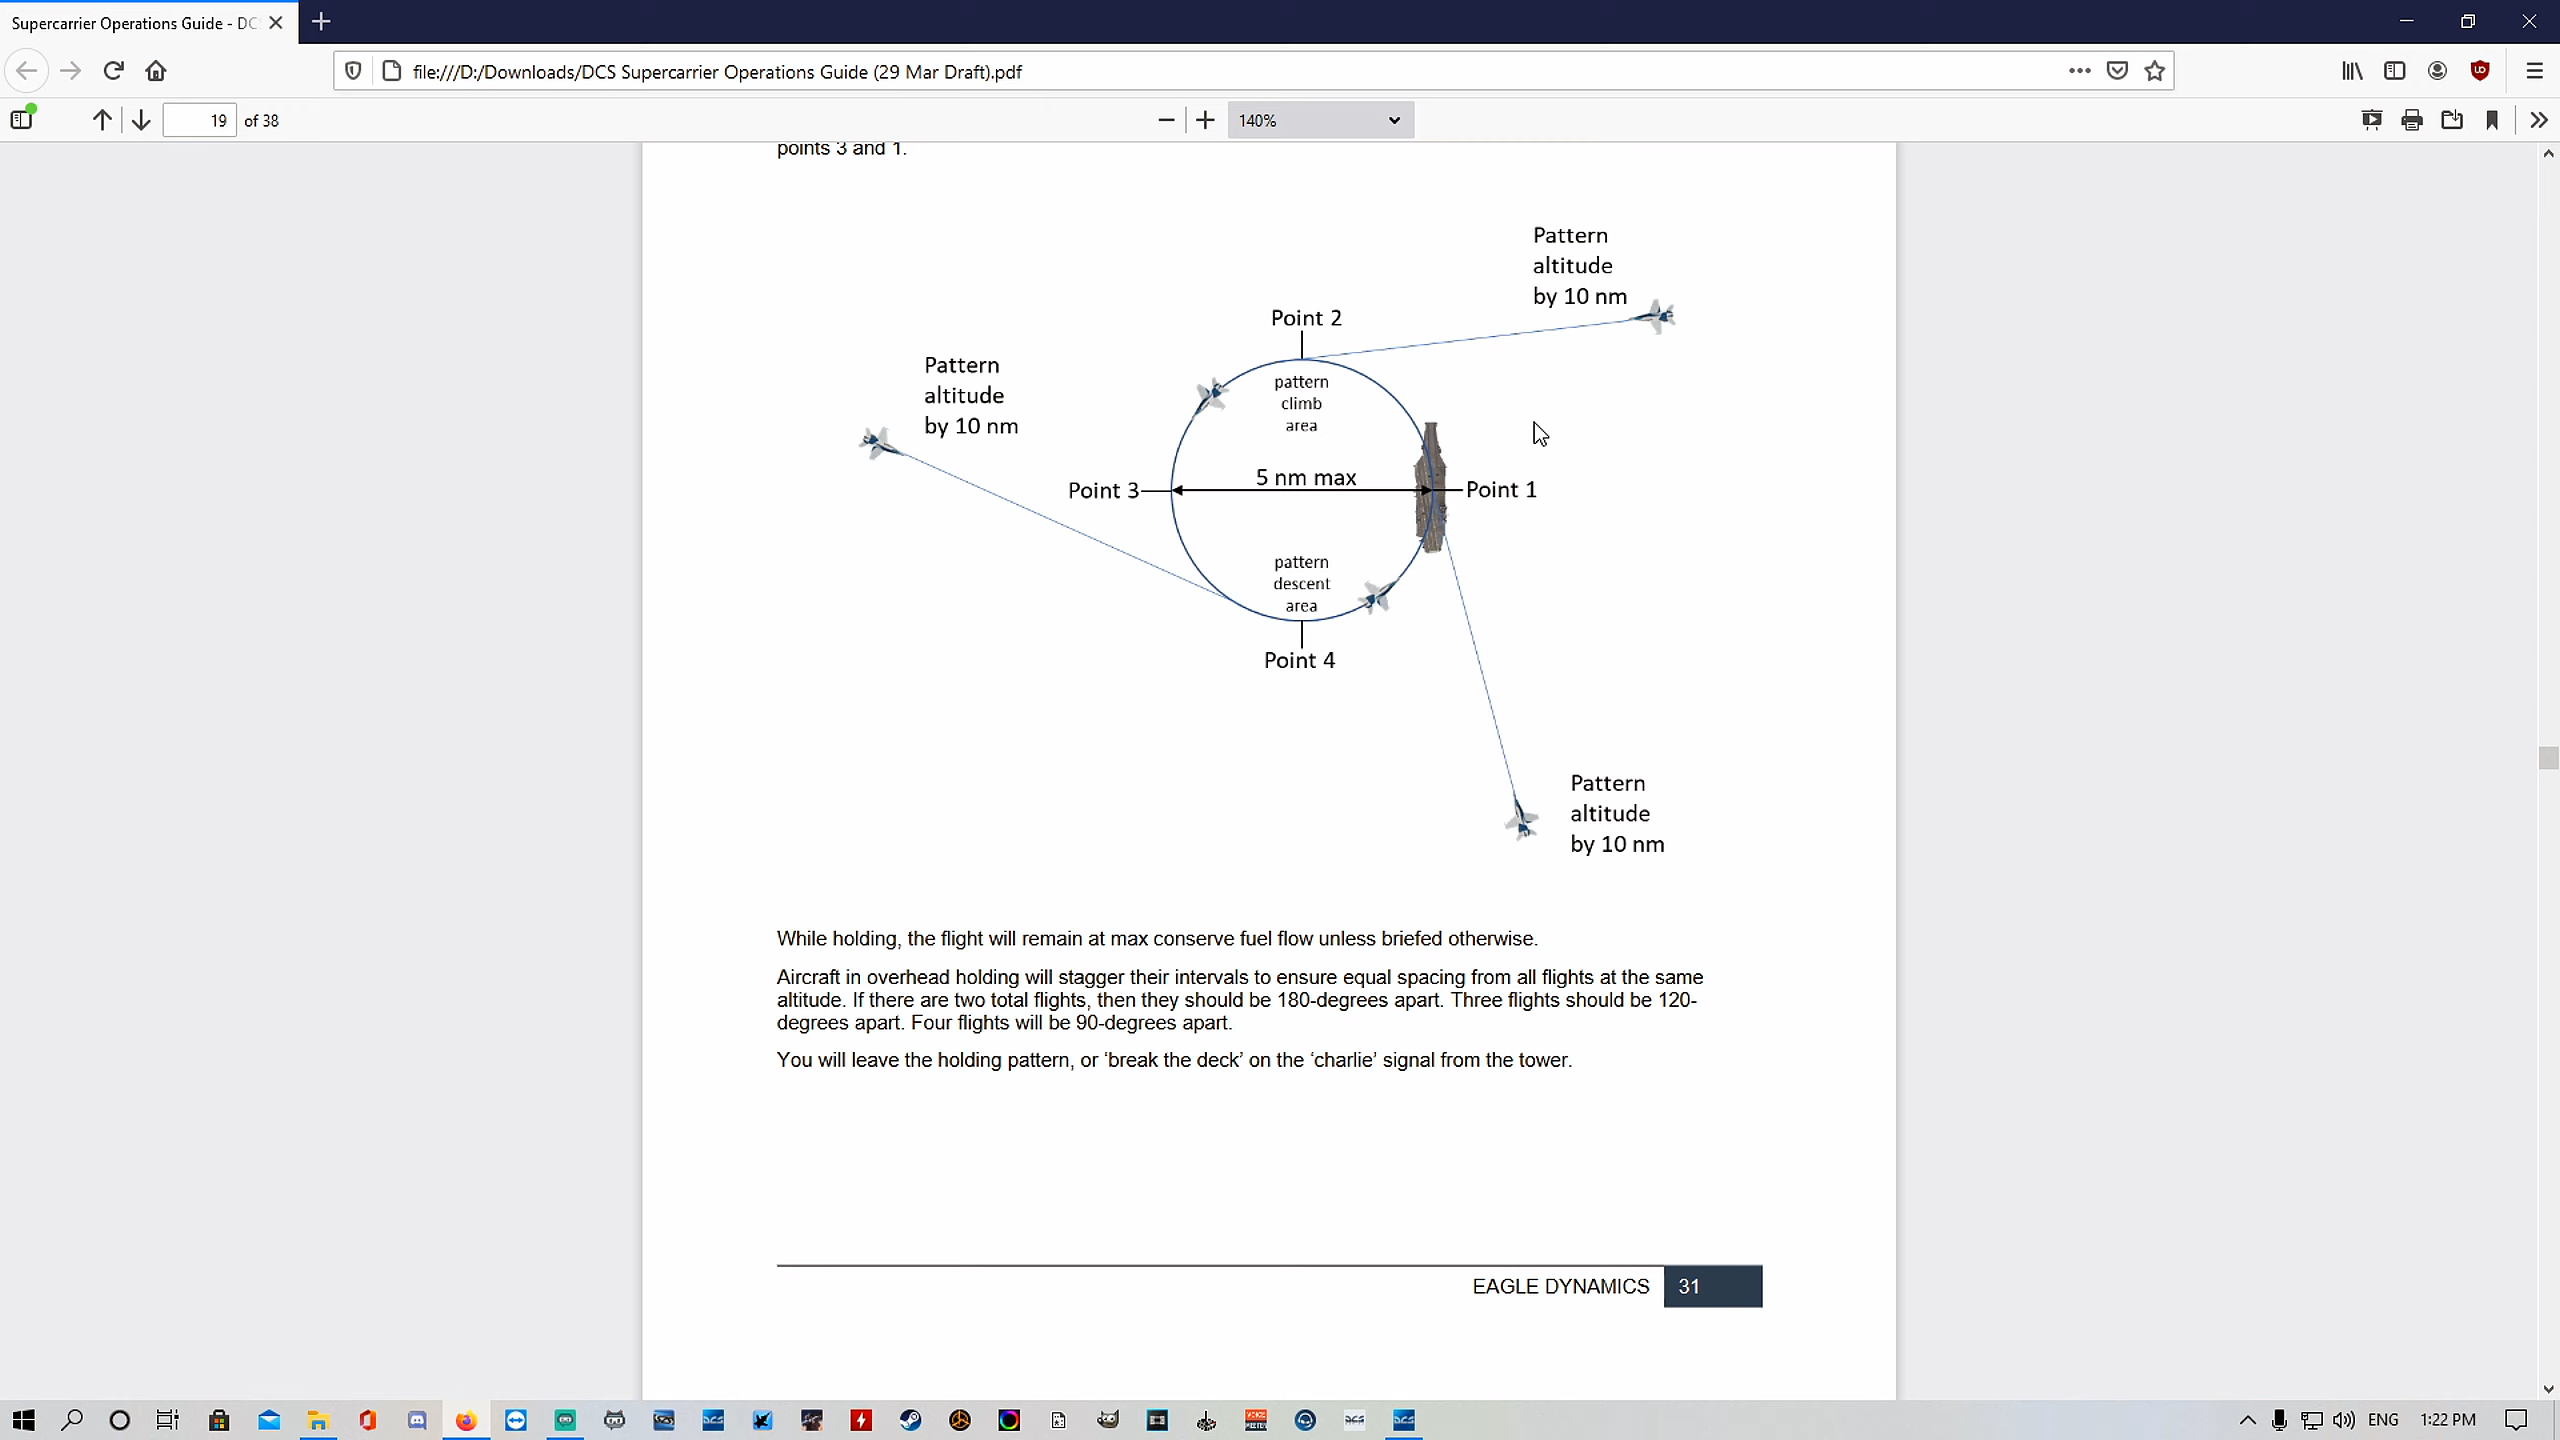 Supercarrier Operations Guide - DC
file:///D:/Downloads/DCS Supercarrier Operations Guide (29 Mar Draft).pdf
19 of 38
140%
points 3 and 1.
Pattern
altitude
by 10 nm
Point 2
Pattern
altitude
by 10 nm
pattern
climb
area
5 nm max
Point 3
Point 1
pattern
descent
area
Point 4
Pattern
altitude
by 10 nm
While holding, the flight will remain at max conserve fuel flow unless briefed otherwise.
Aircraft in overhead holding will stagger their intervals to ensure equal spacing from all flights at the same
altitude. If there are two total flights, then they should be 180-degrees apart. Three flights should be 120-
degrees apart. Four flights will be 90-degrees apart.
You will leave the holding pattern, or ‘break the deck’ on the ‘charlie’ signal from the tower.
EAGLE DYNAMICS 31
ENG 1:22 PM